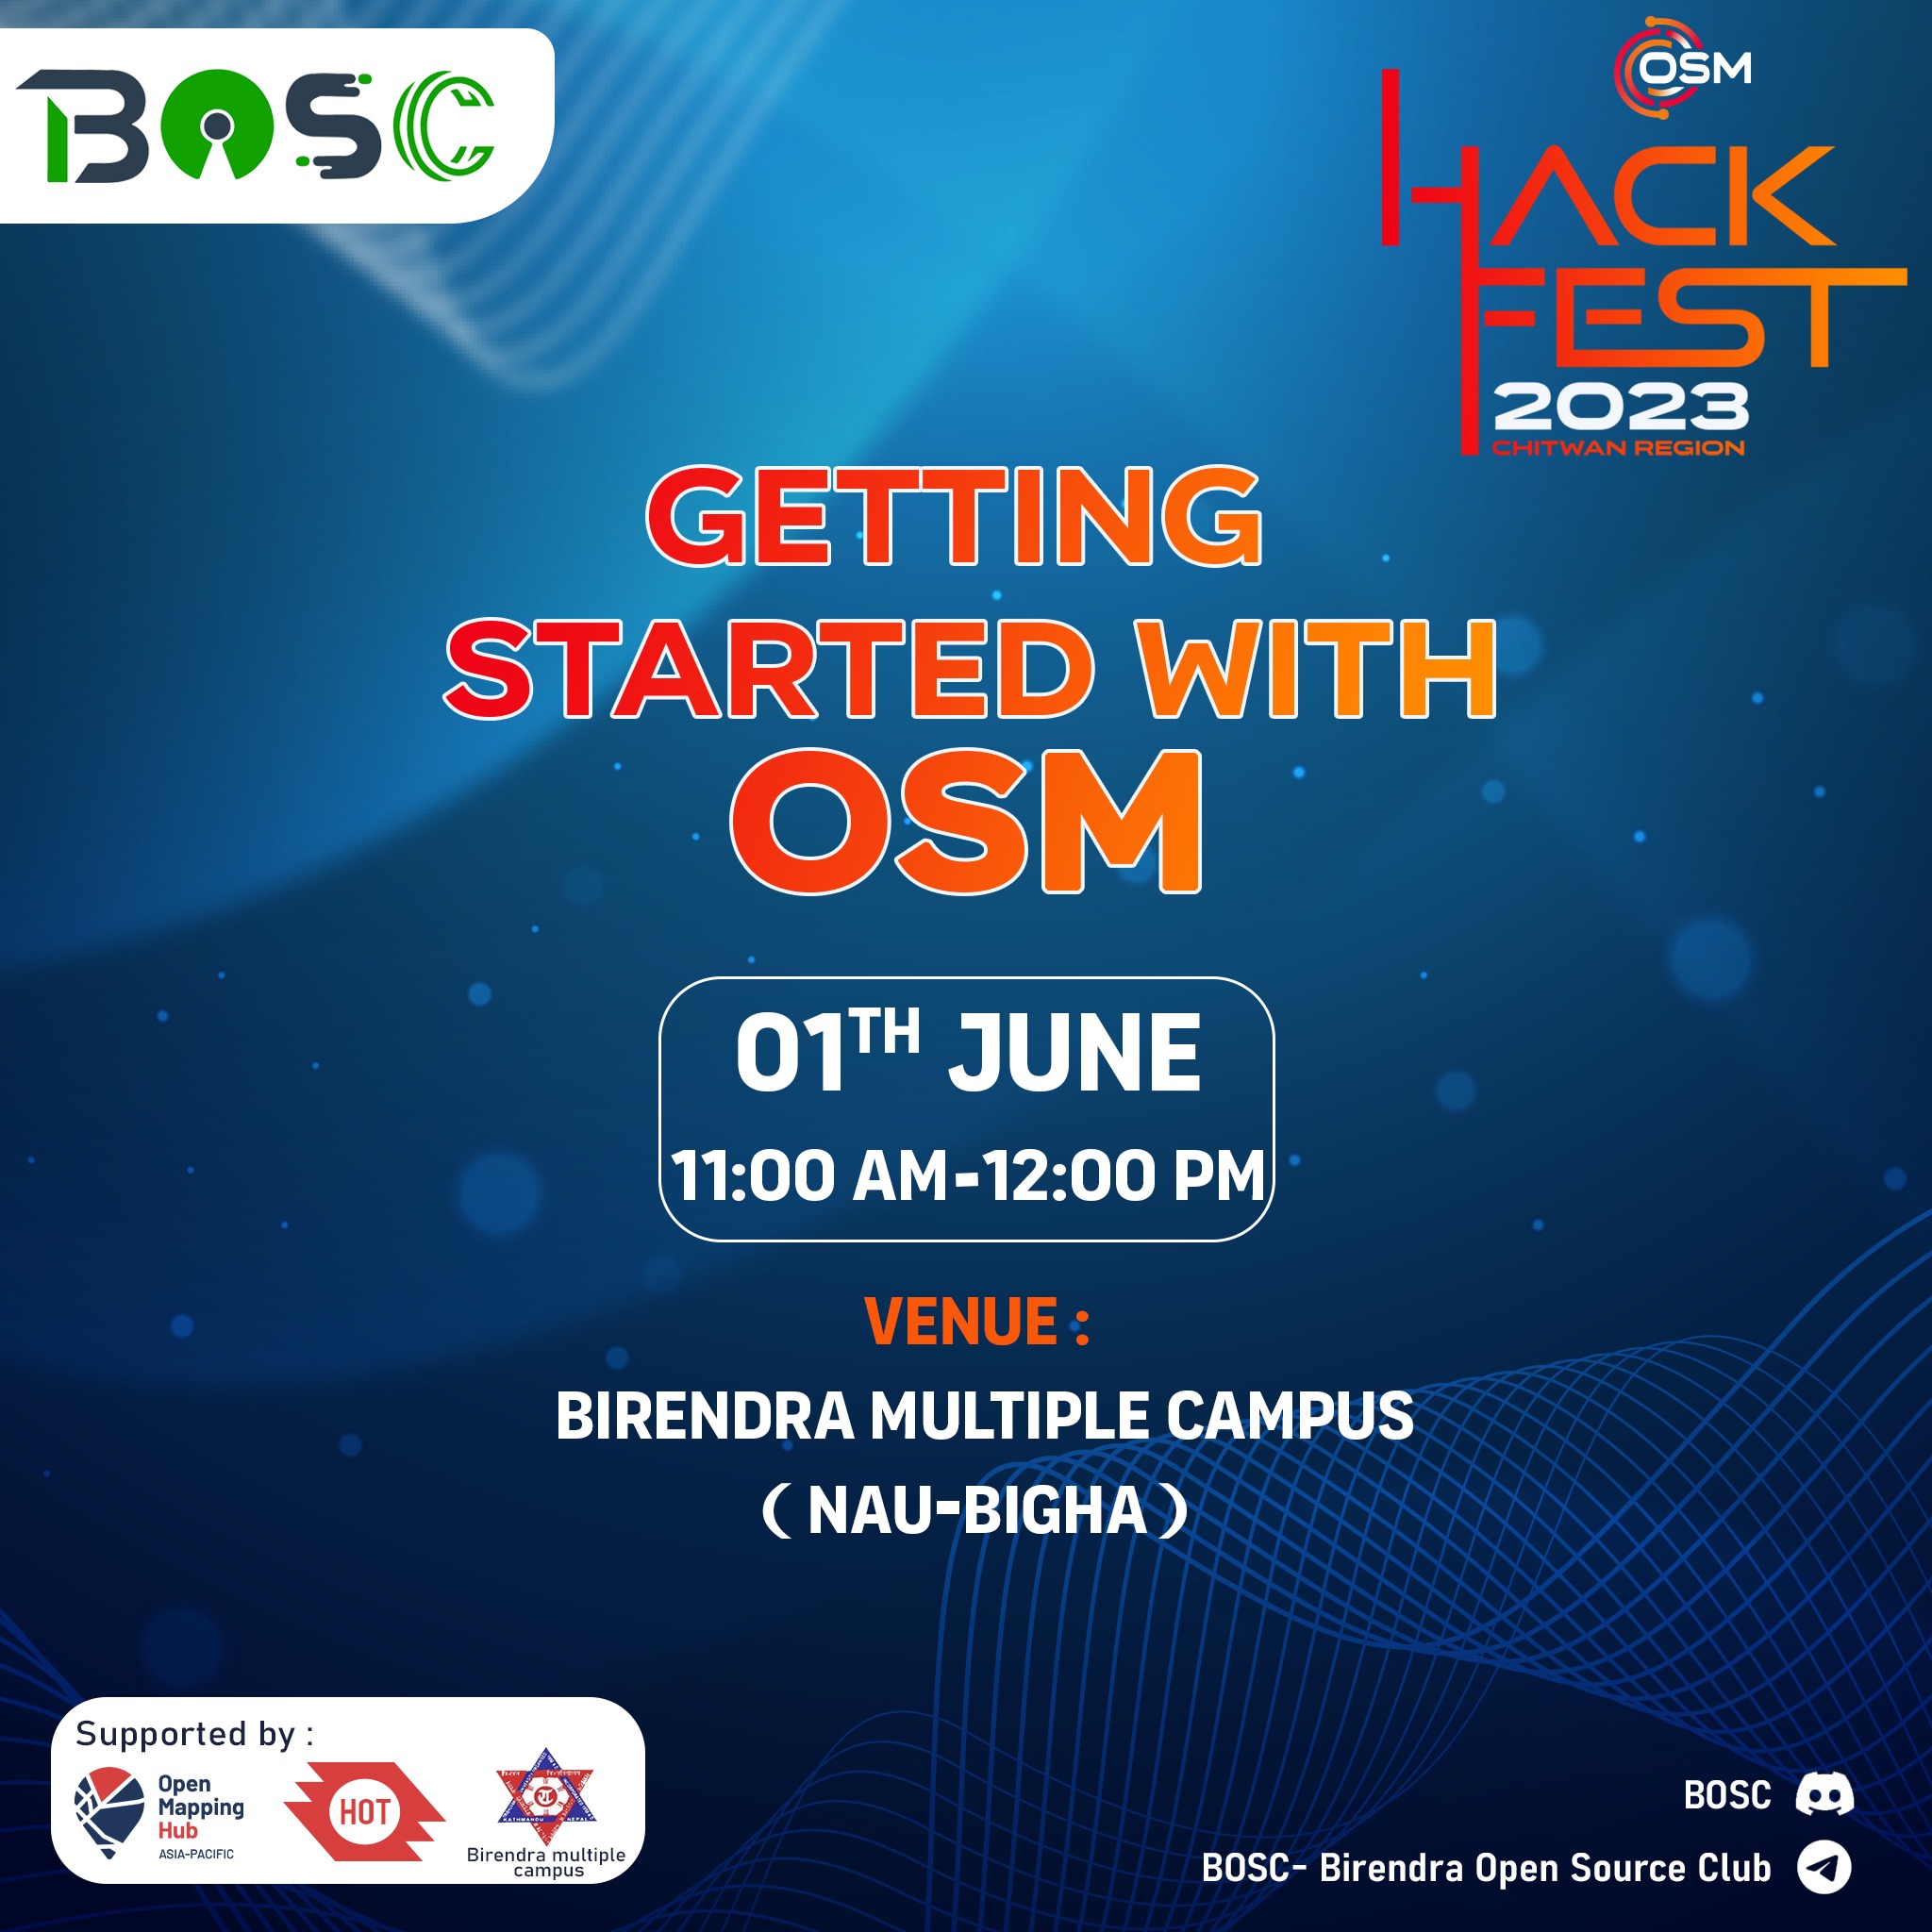 BOSC
OSM
HACK
FEST
2023
CHITWAN REGION
GETTING
STARTED WITH
OSM
01TH JUNE
11:00 AM-12:00 PM
VENUE :
BIRENDRA MULTIPLE CAMPUS
( NAU-BIGHA )
Supported by :
Open
Mapping
Hub
ASIA-PACIFIC
HOT
Birendra multiple
campus
BOSC
BOSC- Birendra Open Source Club